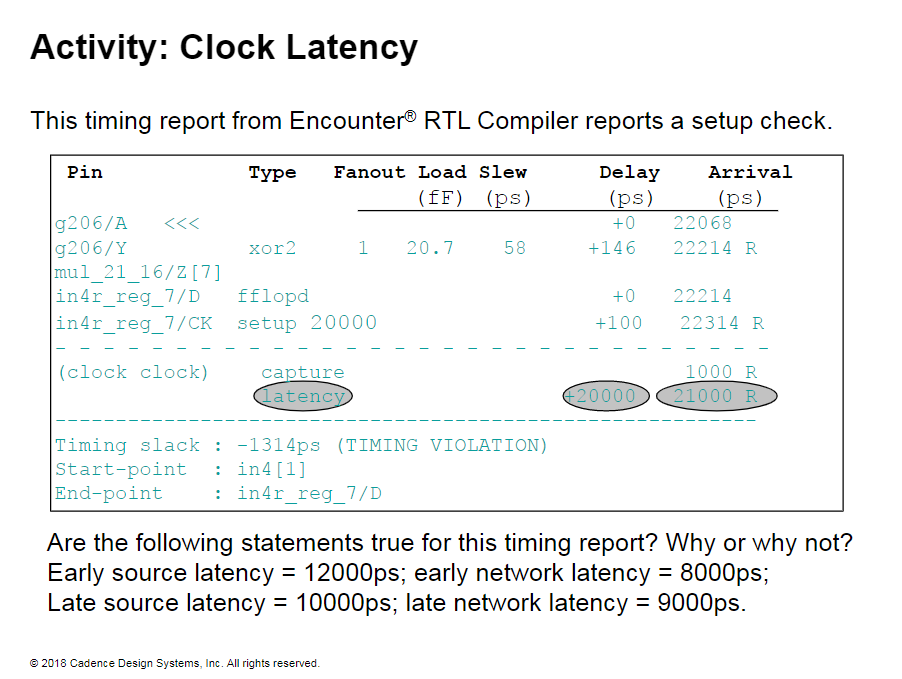 Activity: Clock Latency
This timing report from Encounter® RTL Compiler reports a setup check.
Pin Type Fanout Load Slew Delay Arrival
(fF) (ps) (ps) (ps)
g206/A <<< +0 22068
g206/Y xor2 1 20.7 58 +146 22214 R
mul_21_16/Z[7]
in4r_reg_7/D fflopd +0 22214
in4r_reg_7/CK setup 20000 +100 22314 R
- - - - - - - - - - - - - - - - - - - - - - - - - - - - - -
(clock clock) capture 1000 R
latency +20000 21000 R
----------------------------------------------------------
Timing slack : -1314ps (TIMING VIOLATION)
Start-point : in4[1]
End-point : in4r_reg_7/D
Are the following statements true for this timing report? Why or why not?
Early source latency = 12000ps; early network latency = 8000ps;
Late source latency = 10000ps; late network latency = 9000ps.
© 2018 Cadence Design Systems, Inc. All rights reserved.